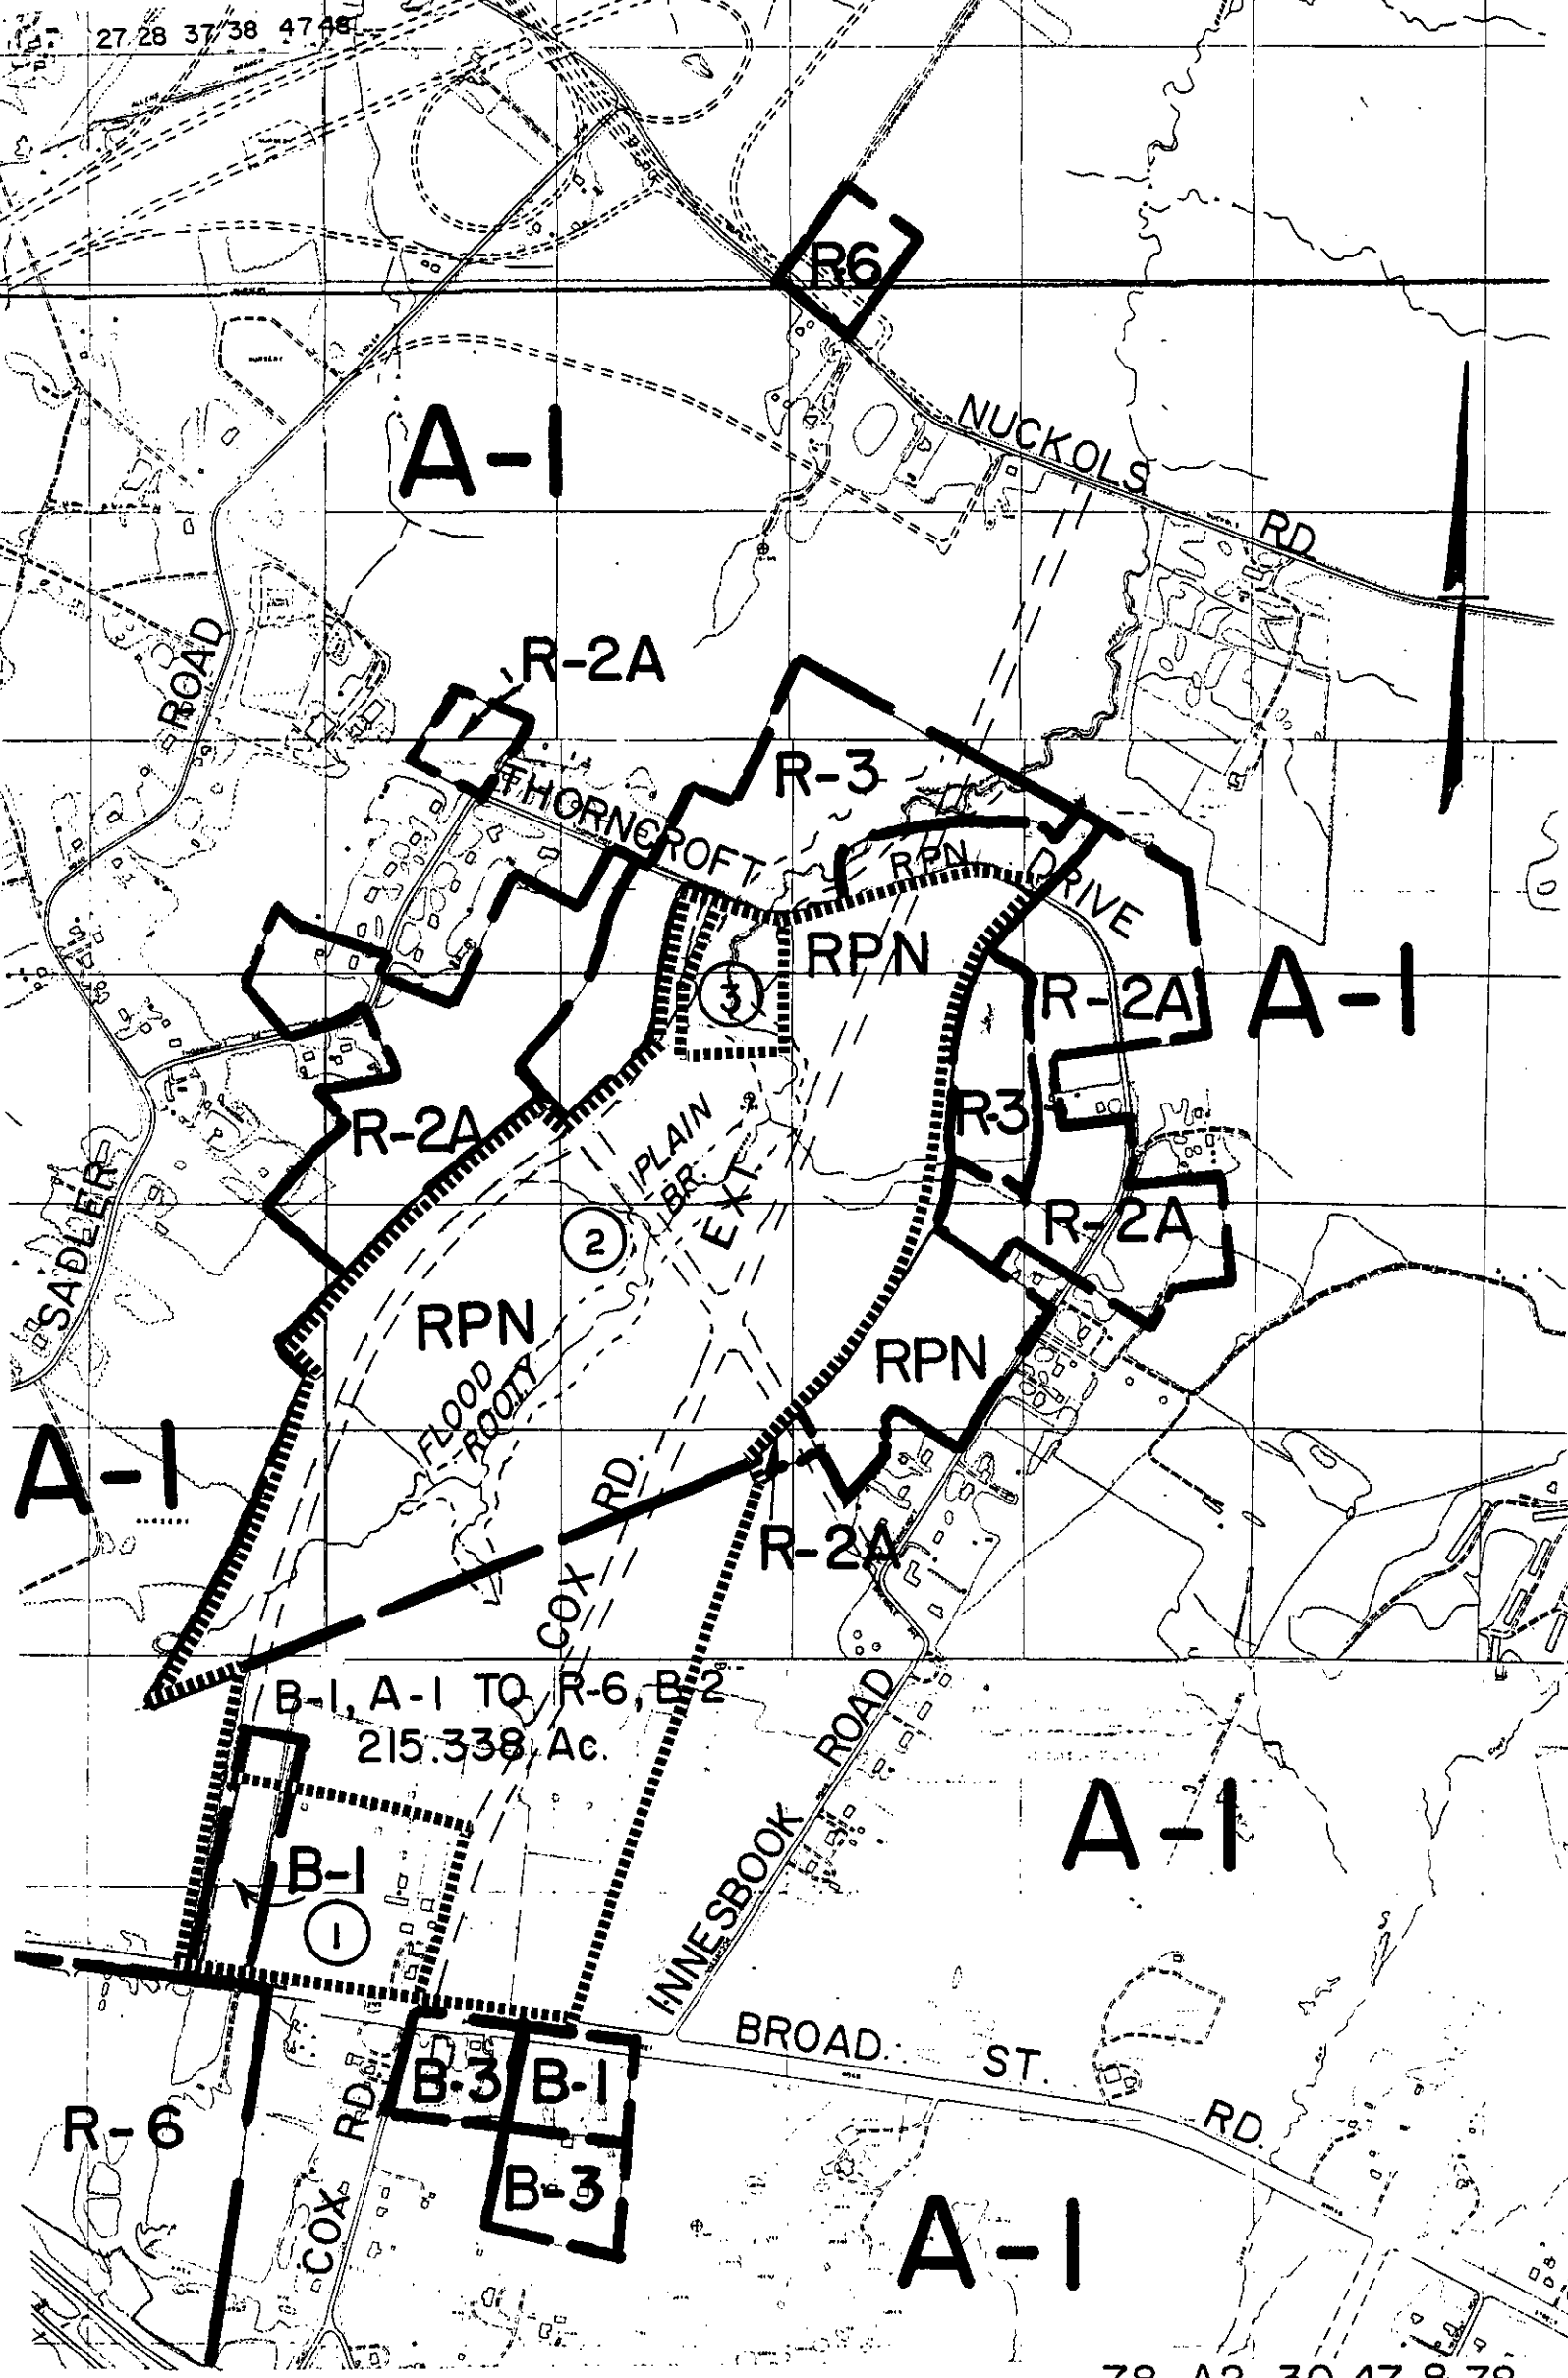 27 28 37 38 47 48
R6
A-1
NUCKOLS
RD.
ROAD
R-2A
R-3
THORNCROFT
RPN
DRIVE
RPN
3
R-2A
A-1
R-2A
R-3
PLAIN
BR.
EXT.
SADLER
2
R-2A
RPN
RPN
FLOOD
ROOTY
A-1
RD.
R-2A
COX
B-1, A-1 TO R-6, B-2
215.338 Ac.
ROAD
A-1
B-1
INNESBOOK
1
BROAD ST. RD.
B-3
B-1
R-6
RD.
B-3
COX
A-1